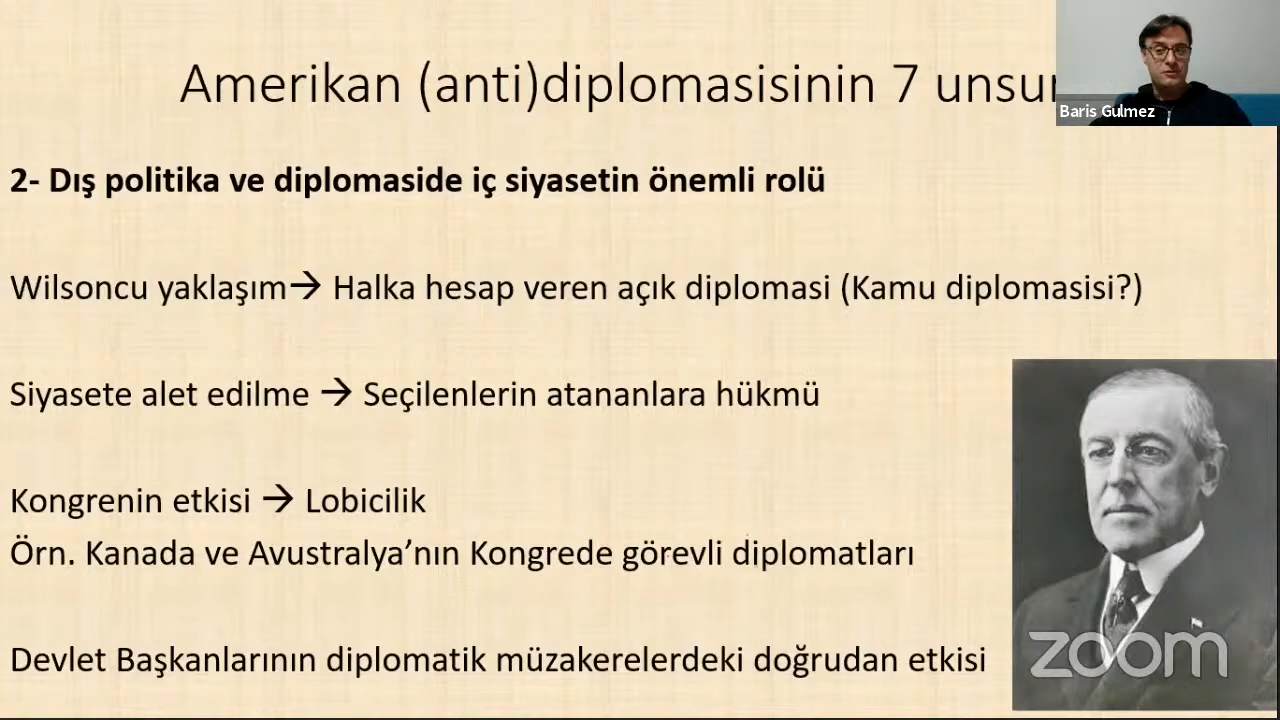 Amerikan (anti)diplomasisinin 7
Baris Gulmez
2- Dış politika ve diplomaside iç siyasetin önemli rolü
Wilsoncu yaklaşım→ Halka hesap veren açık diplomasi (Kamu diplomasisi?)
Siyasete alet edilme → Seçilenlerin atananlara hükmü
Kongrenin etkisi → Lobicilik
Örn. Kanada ve Avustralya’nın Kongrede görevli diplomatları
Devlet Başkanlarının diplomatik müzakerelerdeki doğrudan etkisi
zoom